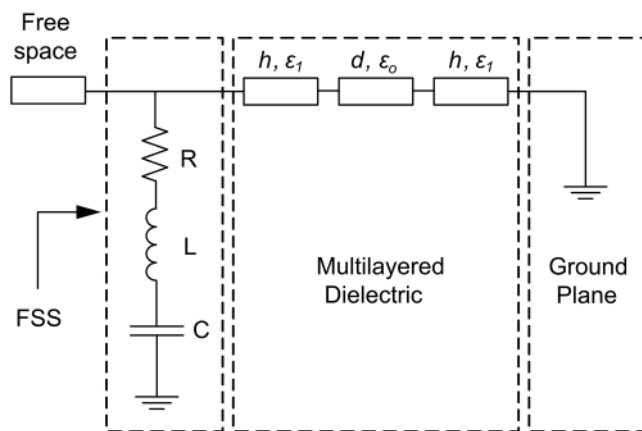 Free
space
h, ε₁
d, εₒ
h, ε₁
R
L
C
FSS
Multilayered
Dielectric
Ground
Plane